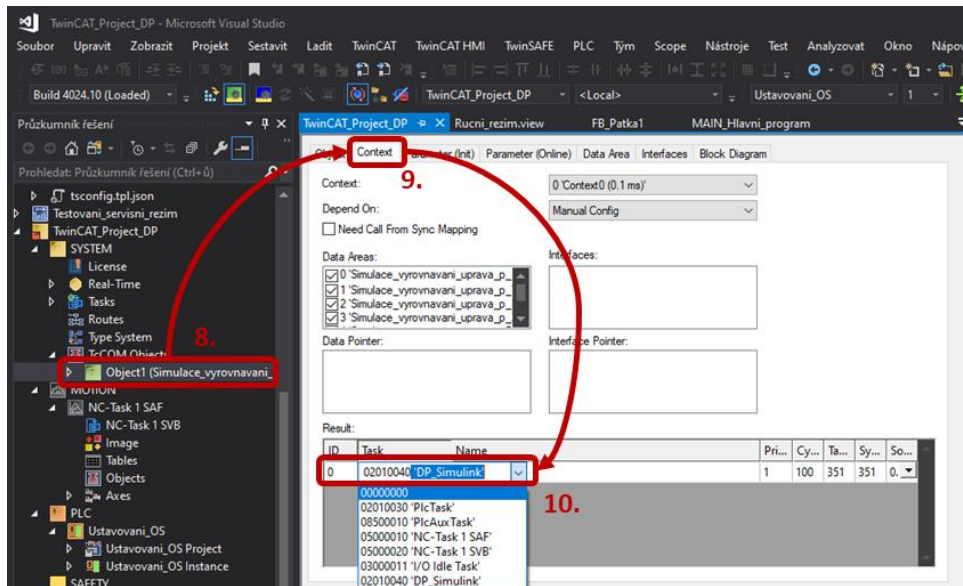 TwinCAT_Project_DP - Microsoft Visual Studio
Soubor Upravit Zobrazit Projekt Sestavit Ladit TwinCAT TwinCAT HMI TwinSAFE PLC Tým Scope Nástroje Test Analyzovat Okno Nápov
Build 4024.10 (Loaded) TwinCAT_Project_DP <Local> Ustavovani_OS 1
Průzkumník řešení
Prohledat: Průzkumník řešení (Ctrl+ů)
tsconfig.tpl.json
Testovani_servisni_rezim
TwinCAT_Project_DP
SYSTEM
License
Real-Time
Tasks
Routes
Type System
8.
TcCOM Objects
Object1 (Simulace_vyrovnavani_
MOTION
NC-Task 1 SAF
NC-Task 1 SVB
Image
Tables
Objects
Axes
PLC
Ustavovani_OS
Ustavovani_OS Project
Ustavovani_OS Instance
SAFETY
TwinCAT_Project_DP Rucni_rezim.view FB_Patka1 MAIN_Hlavni_program
Context Parameter (Init) Parameter (Online) Data Area Interfaces Block Diagram
9.
Context: 0 'Context0 (0.1 ms)'
Depend On: Manual Config
Need Call From Sync Mapping
Data Areas: Interfaces:
0 'Simulace_vyrovnavani_uprava_p_
1 'Simulace_vyrovnavani_uprava_p_
2 'Simulace_vyrovnavani_uprava_p_
3 'Simulace_vyrovnavani_uprava_p_
Data Pointer: Interface Pointer:
Result:
ID Task Name Pri... Cy... Ta... Sy... So...
0 02010040 'DP_Simulink' 1 100 351 351 0.
10.
00000000
02010030 'PlcTask'
08500010 'PlcAuxTask'
05000010 'NC-Task 1 SAF'
05000020 'NC-Task 1 SVB'
03000011 'I/O Idle Task'
02010040 'DP_Simulink'